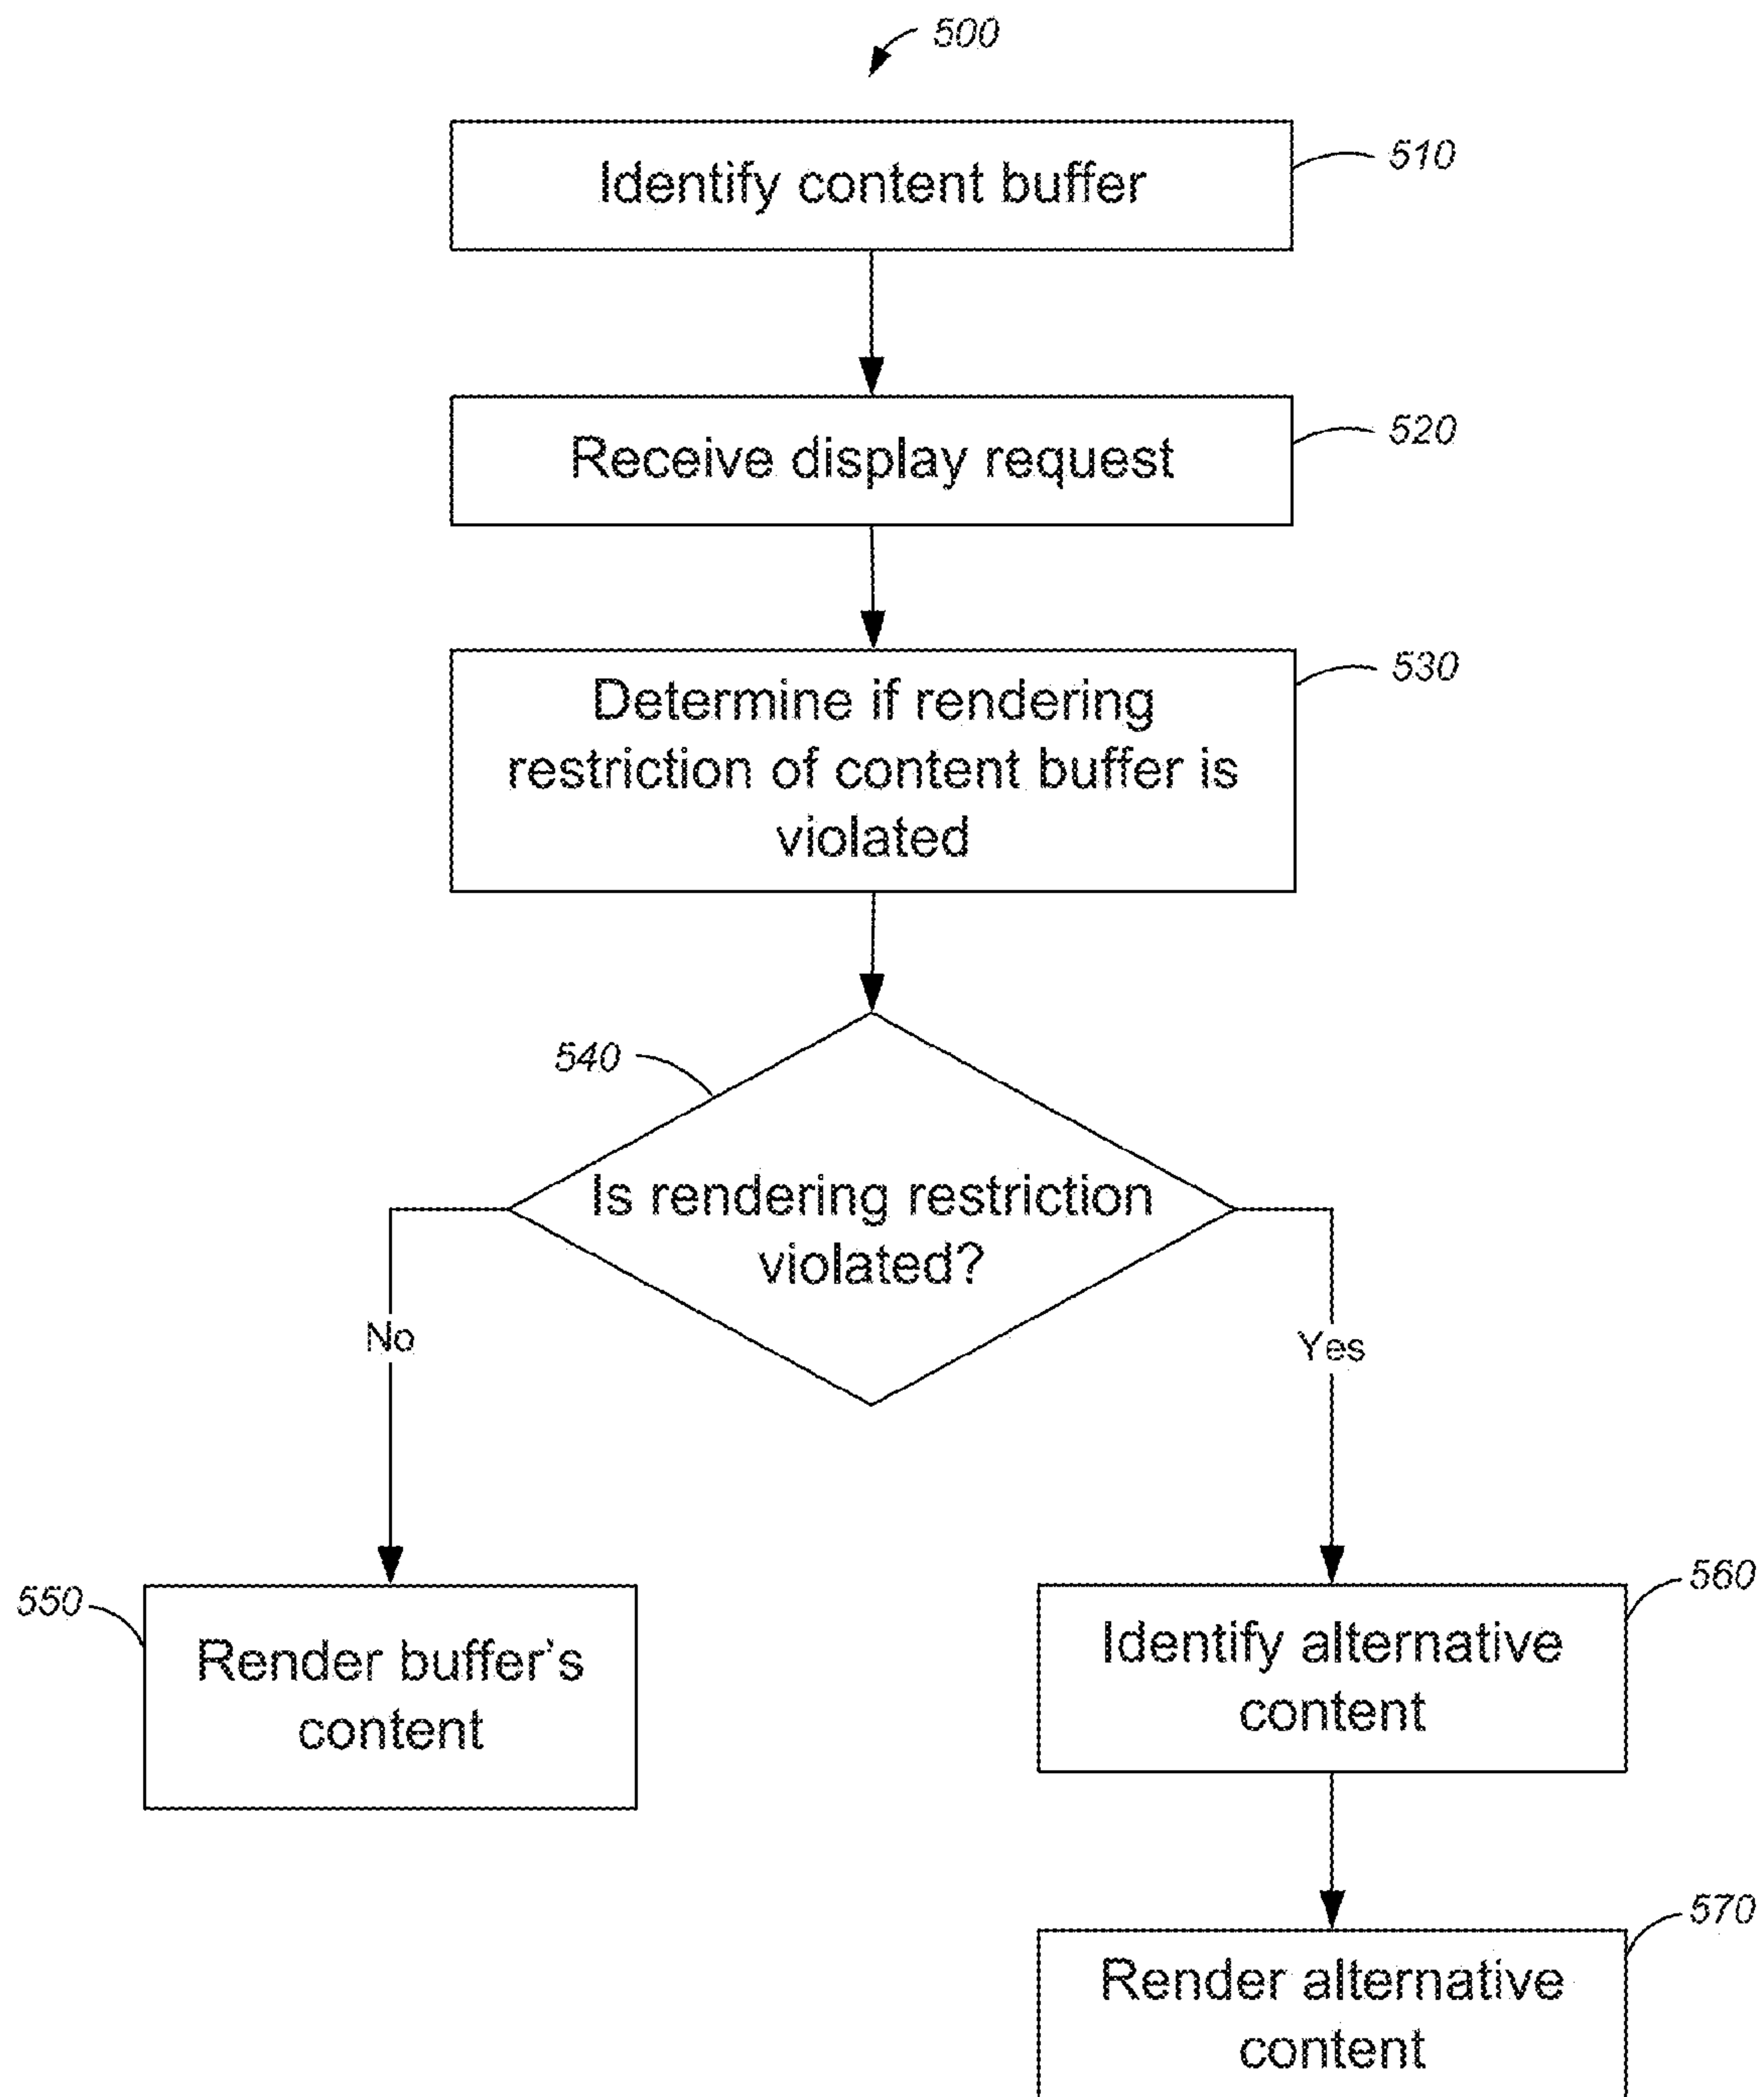 500
Identify content buffer
510
Receive display request
520
Determine if rendering
restriction of content buffer is
violated
530
540
Is rendering restriction
violated?
No
Yes
550
Render buffer's
content
560
Identify alternative
content
570
Render alternative
content